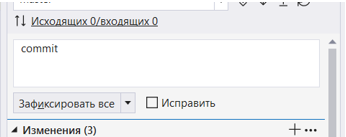 Исходящих 0/входящих 0
commit
Зафиксировать все
Исправить
Изменения (3)